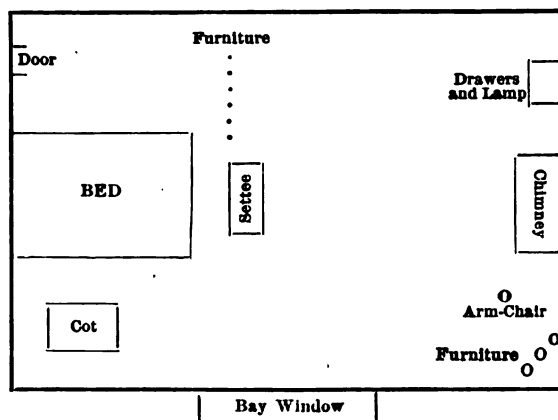 Furniture
Door
Drawers
and Lamp
BED
Settee
Chimney
Cot
Arm-Chair
Furniture
Bay Window